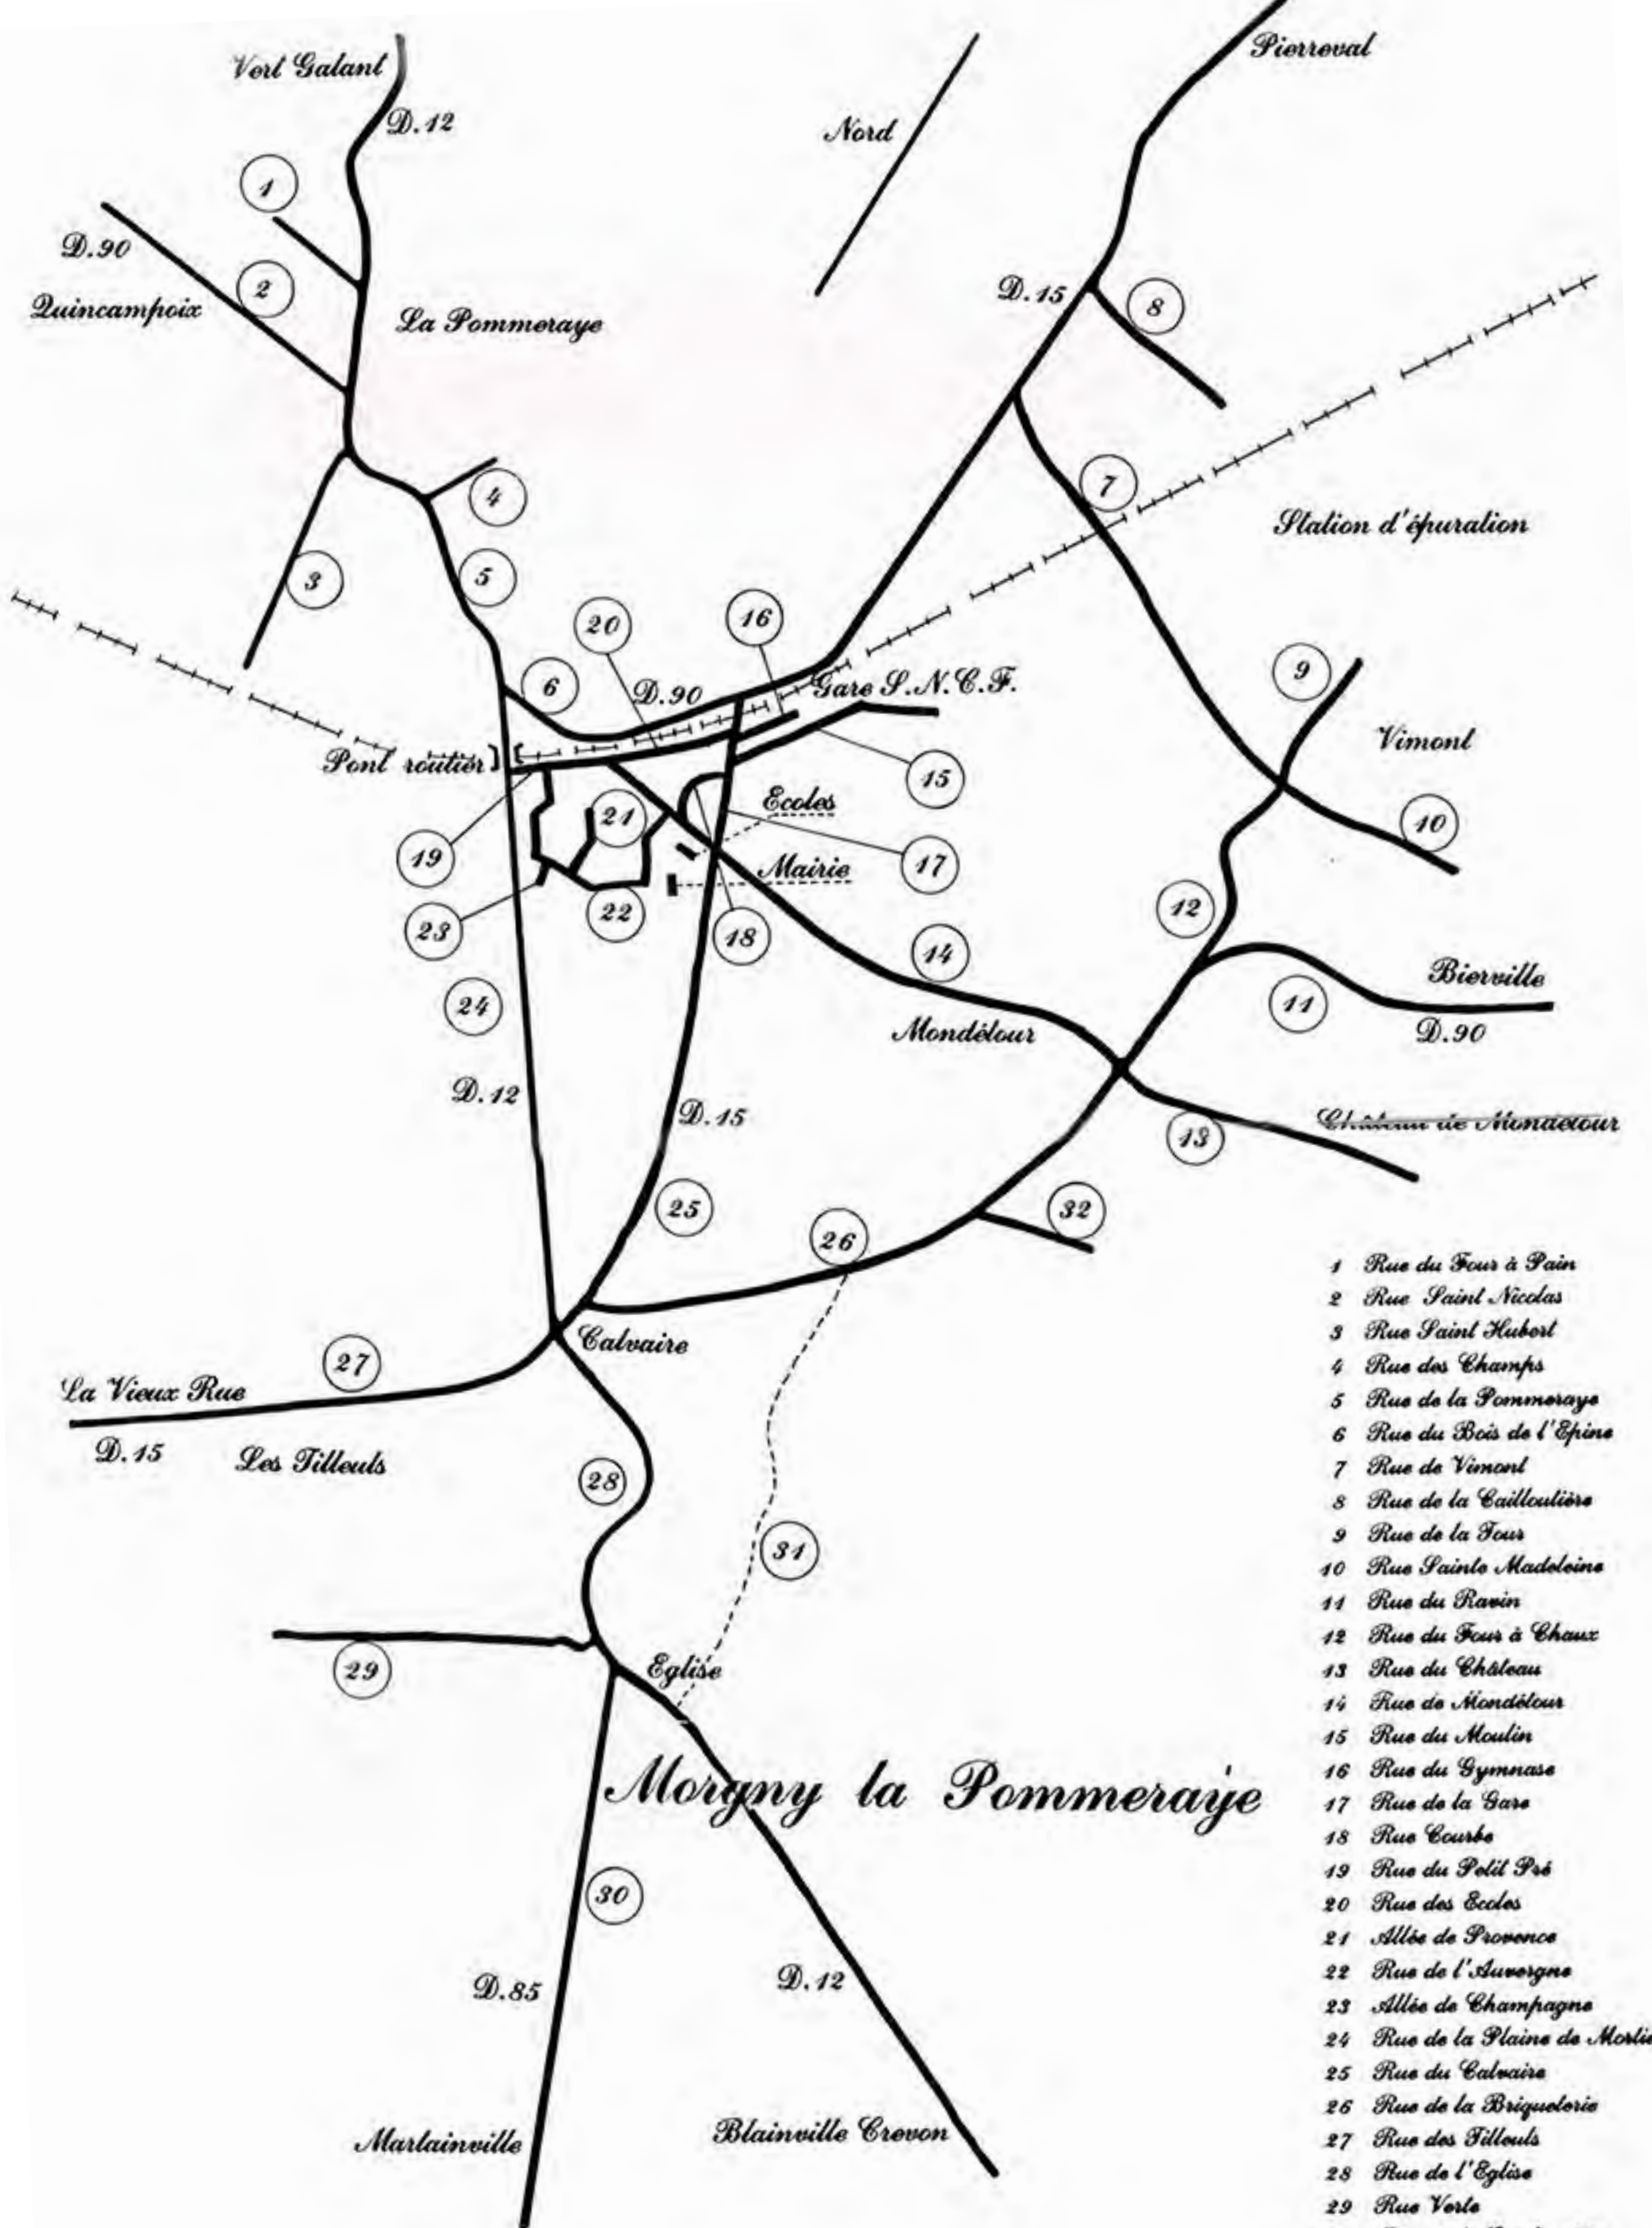 Pierreval
Vert Galant
D.12
Nord
1
D.90
2
Quincampoix
La Pommeraye
D.15
8
4
7
3
5
Station d'épuration
20
16
6
D.90
Gare S.N.C.F.
9
Vimont
Pont routier
15
Ecoles
21
10
19
17
Mairie
22
23
18
12
14
24
Bierville
11
D.90
Mondétour
D.12
D.15
Château de Mondétour
13
25
32
26
Calvaire
27
La Vieux Rue
D.15
Les Tilleuls
28
31
29
Eglise
Morgny la Pommeraye
30
D.85
D.12
Martainville
Blainville Crevon
1 Rue du Four à Pain
2 Rue Saint Nicolas
3 Rue Saint Hubert
4 Rue des Champs
5 Rue de la Pommeraye
6 Rue du Bois de l'Epine
7 Rue de Vimont
8 Rue de la Cailloutière
9 Rue de la Tour
10 Rue Sainte Madeleine
11 Rue du Ravin
12 Rue du Four à Chaux
13 Rue du Château
14 Rue de Mondétour
15 Rue du Moulin
16 Rue du Gymnase
17 Rue de la Gare
18 Rue Courbe
19 Rue du Petit Pré
20 Rue des Ecoles
21 Allée de Provence
22 Rue de l'Auvergne
23 Allée de Champagne
24 Rue de la Plaine de
25 Rue du Calvaire
26 Rue de la Briqueterie
27 Rue des Tilleuls
28 Rue de l'Eglise
29 Rue Verte